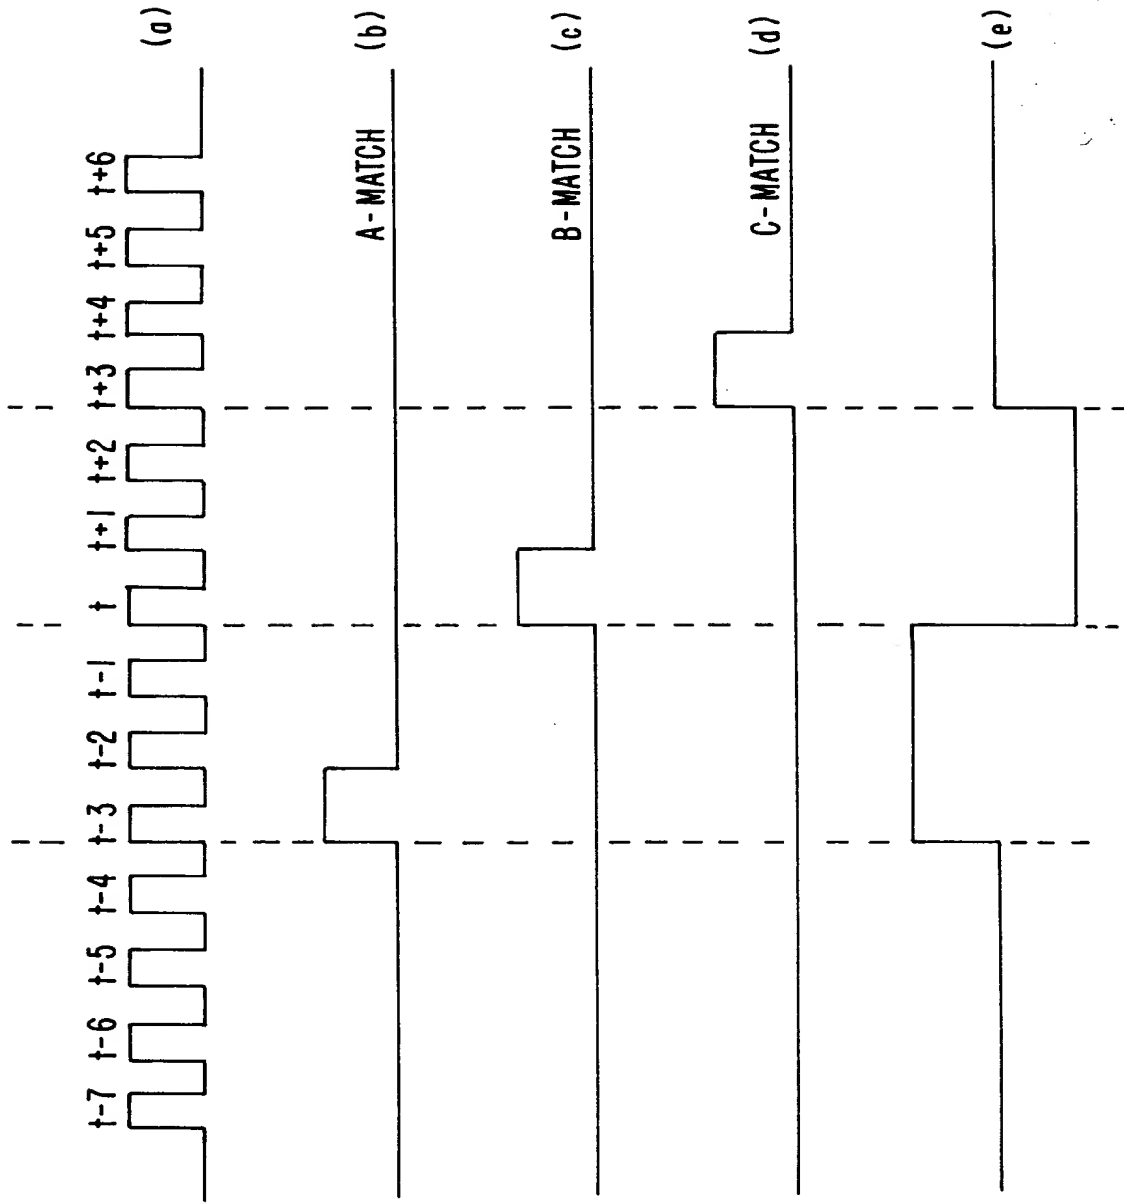 t-7 t-6 t-5 t-4 t-3 t-2 t-1 t t+1 t+2 t+3 t+4 t+5 t+6
(a)
A-MATCH
(b)
B-MATCH
(c)
C-MATCH
(d)
(e)